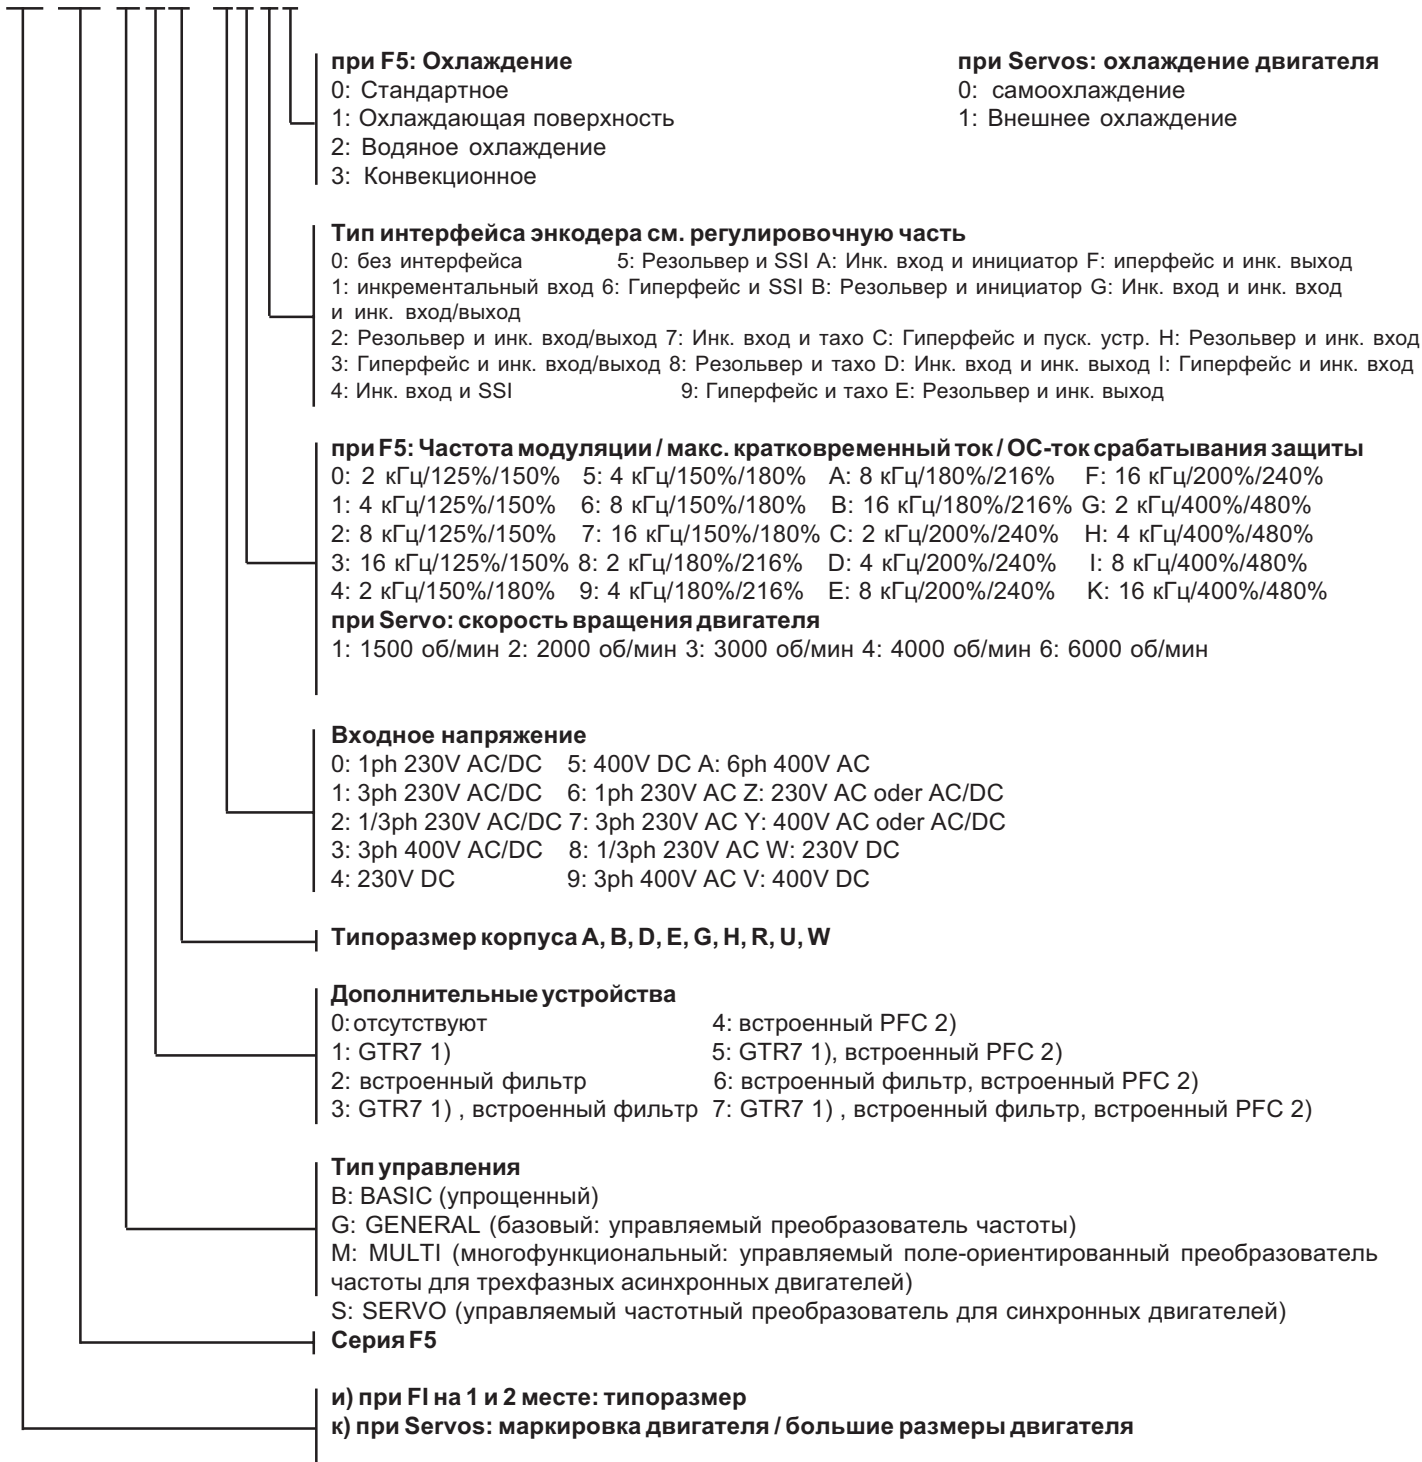 при F5: Охлаждение при Servos: охлаждение двигателя
0: Стандартное 0: самоохлаждение
1: Охлаждающая поверхность 1: Внешнее охлаждение
2: Водяное охлаждение
3: Конвекционное
Тип интерфейса энкодера см. регулировочную часть
0: без интерфейса 5: Резольвер и SSI A: Инк. вход и инициатор F: иперфейс и инк. выход
1: инкрементальный вход 6: Гиперфейс и SSI B: Резольвер и инициатор G: Инк. вход и инк. вход
и инк. вход/выход
2: Резольвер и инк. вход/выход 7: Инк. вход и тахо C: Гиперфейс и пуск. устр. H: Резольвер и инк. вход
3: Гиперфейс и инк. вход/выход 8: Резольвер и тахо D: Инк. вход и инк. выход I: Гиперфейс и инк. вход
4: Инк. вход и SSI 9: Гиперфейс и тахо E: Резольвер и инк. выход
при F5: Частота модуляции / макс. кратковременный ток / ОС-ток срабатывания защиты
0: 2 кГц/125%/150% 5: 4 кГц/150%/180% A: 8 кГц/180%/216% F: 16 кГц/200%/240%
1: 4 кГц/125%/150% 6: 8 кГц/150%/180% B: 16 кГц/180%/216% G: 2 кГц/400%/480%
2: 8 кГц/125%/150% 7: 16 кГц/150%/180% C: 2 кГц/200%/240% H: 4 кГц/400%/480%
3: 16 кГц/125%/150% 8: 2 кГц/180%/216% D: 4 кГц/200%/240% I: 8 кГц/400%/480%
4: 2 кГц/150%/180% 9: 4 кГц/180%/216% E: 8 кГц/200%/240% K: 16 кГц/400%/480%
при Servo: скорость вращения двигателя
1: 1500 об/мин 2: 2000 об/мин 3: 3000 об/мин 4: 4000 об/мин 6: 6000 об/мин
Входное напряжение
0: 1ph 230V AC/DC 5: 400V DC A: 6ph 400V AC
1: 3ph 230V AC/DC 6: 1ph 230V AC Z: 230V AC oder AC/DC
2: 1/3ph 230V AC/DC 7: 3ph 230V AC Y: 400V AC oder AC/DC
3: 3ph 400V AC/DC 8: 1/3ph 230V AC W: 230V DC
4: 230V DC 9: 3ph 400V AC V: 400V DC
Типоразмер корпуса A, B, D, E, G, H, R, U, W
Дополнительные устройства
0: отсутствуют 4: встроенный PFC 2)
1: GTR7 1) 5: GTR7 1), встроенный PFC 2)
2: встроенный фильтр 6: встроенный фильтр, встроенный PFC 2)
3: GTR7 1) , встроенный фильтр 7: GTR7 1) , встроенный фильтр, встроенный PFC 2)
Тип управления
B: BASIC (упрощенный)
G: GENERAL (базовый: управляемый преобразователь частоты)
M: MULTI (многофункциональный: управляемый поле-ориентированный преобразователь
частоты для трехфазных асинхронных двигателей)
S: SERVO (управляемый частотный преобразователь для синхронных двигателей)
Серия F5
и) при FI на 1 и 2 месте: типоразмер
к) при Servos: маркировка двигателя / большие размеры двигателя